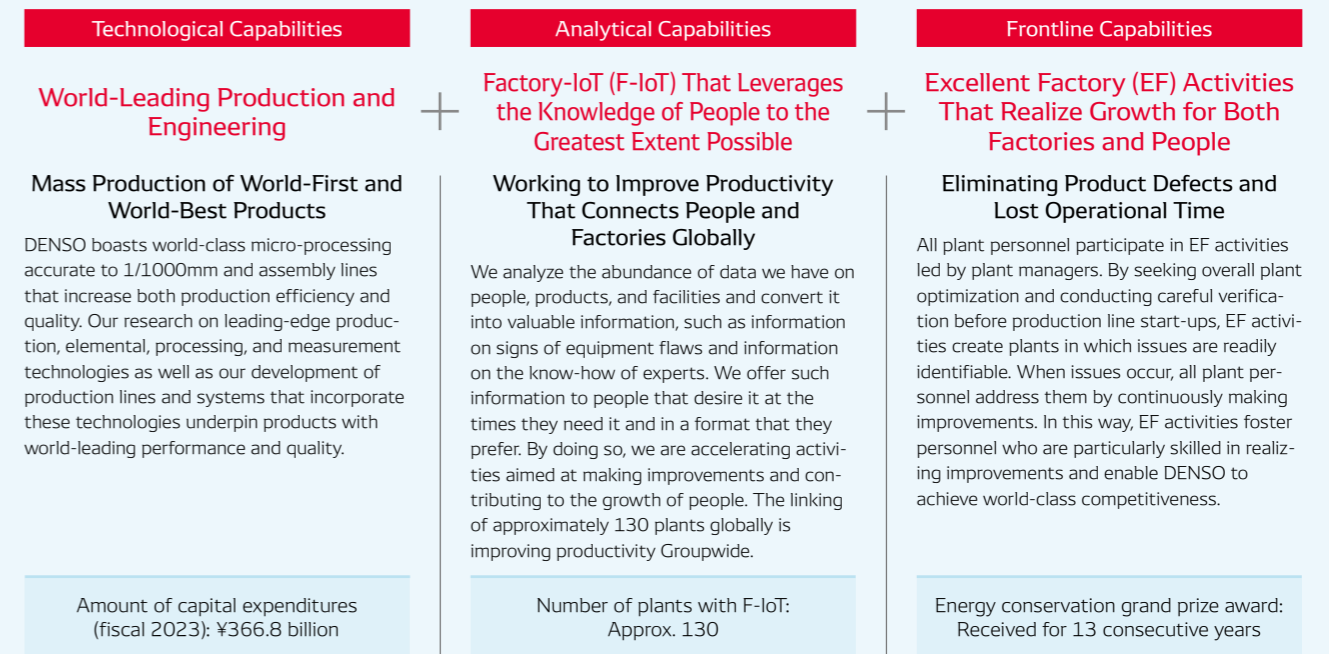 Technological Capabilities
World-Leading Production and
Engineering
Mass Production of World-First and
World-Best Products
DENSO boasts world-class micro-processing
accurate to 1/1000mm and assembly lines
that increase both production efficiency and
quality. Our research on leading-edge produc-
tion, elemental, processing, and measurement
technologies as well as our development of
production lines and systems that incorporate
these technologies underpin products with
world-leading performance and quality.
Amount of capital expenditures
(fiscal 2023): ¥366.8 billion
+
Analytical Capabilities
Factory-IoT (F-IoT) That Leverages
the Knowledge of People to the
Greatest Extent Possible
Working to Improve Productivity
That Connects People and
Factories Globally
We analyze the abundance of data we have on
people, products, and facilities and convert it
into valuable information, such as information
on signs of equipment flaws and information
on the know-how of experts. We offer such
information to people that desire it at the
times they need it and in a format that they
prefer. By doing so, we are accelerating activi-
ties aimed at making improvements and con-
tributing to the growth of people. The linking
of approximately 130 plants globally is
improving productivity Groupwide.
Number of plants with F-IoT:
Approx. 130
+
Frontline Capabilities
Excellent Factory (EF) Activities
That Realize Growth for Both
Factories and People
Eliminating Product Defects and
Lost Operational Time
All plant personnel participate in EF activities
led by plant managers. By seeking overall plant
optimization and conducting careful verifica-
tion before production line start-ups, EF activi-
ties create plants in which issues are readily
identifiable. When issues occur, all plant per-
sonnel address them by continuously making
improvements. In this way, EF activities foster
personnel who are particularly skilled in realiz-
ing improvements and enable DENSO to
achieve world-class competitiveness.
Energy conservation grand prize award:
Received for 13 consecutive years